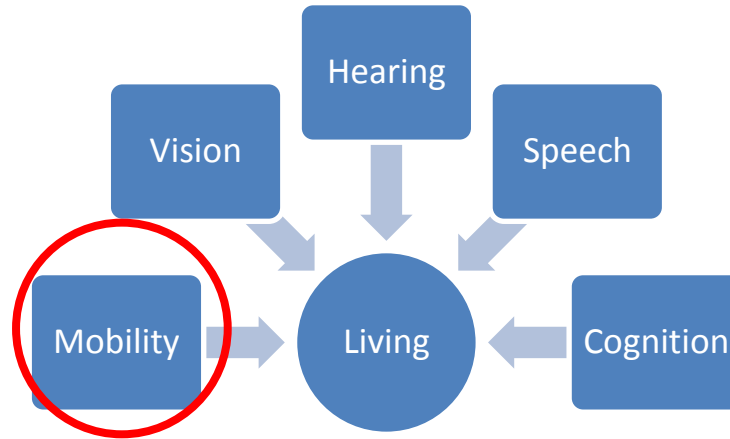 Hearing
Vision
Speech
Mobility
Living
Cognition